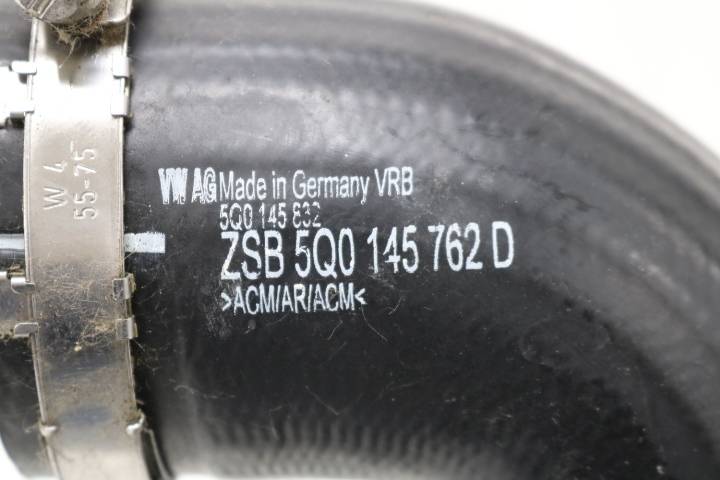 W 4
55-75
VW AG Made in Germany VRB
5Q0 145 832
ZSB 5Q0 145 762 D
>ACM/AR/ACM<